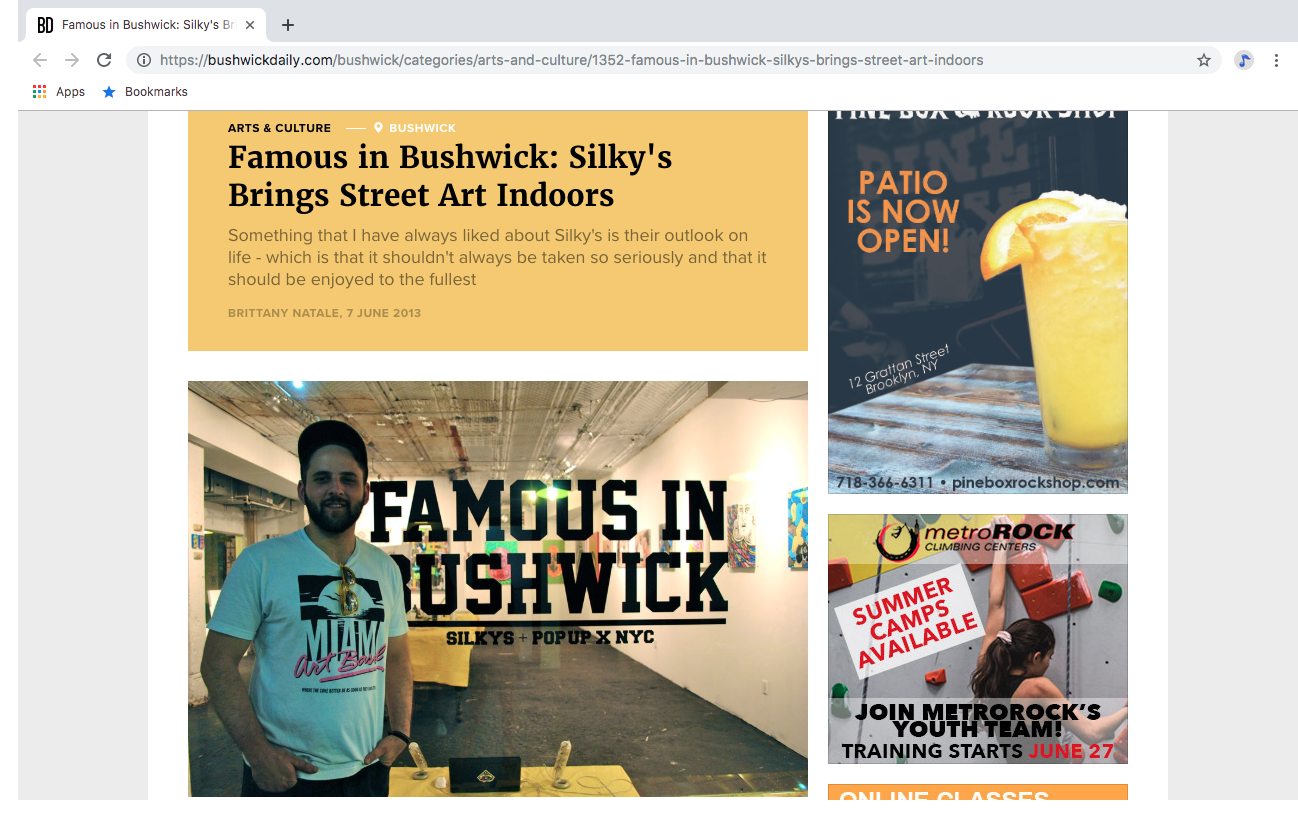 BD Famous in Bushwick: Silky's Br
https://bushwickdaily.com/bushwick/categories/arts-and-culture/1352-famous-in-bushwick-silkys-brings-street-art-indoors
Apps Bookmarks
ARTS & CULTURE BUSHWICK
Famous in Bushwick: Silky's
Brings Street Art Indoors
Something that I have always liked about Silky's is their outlook on
life - which is that it shouldn't always be taken so seriously and that it
should be enjoyed to the fullest
BRITTANY NATALE, 7 JUNE 2013
FAMOUS IN
BUSHWICK
SILKYS + POPUP X NYC
MIAMI
Art Bowl
PINE BOX & ROCK SHOP
PATIO
IS NOW
OPEN!
12 Grattan Street
Brooklyn, NY
718-366-6311 • pineboxrockshop.com
metroROCK
CLIMBING CENTERS
SUMMER
CAMPS
AVAILABLE
JOIN METROROCK'S
YOUTH TEAM!
TRAINING STARTS JUNE 27
ONLINE CLASSES